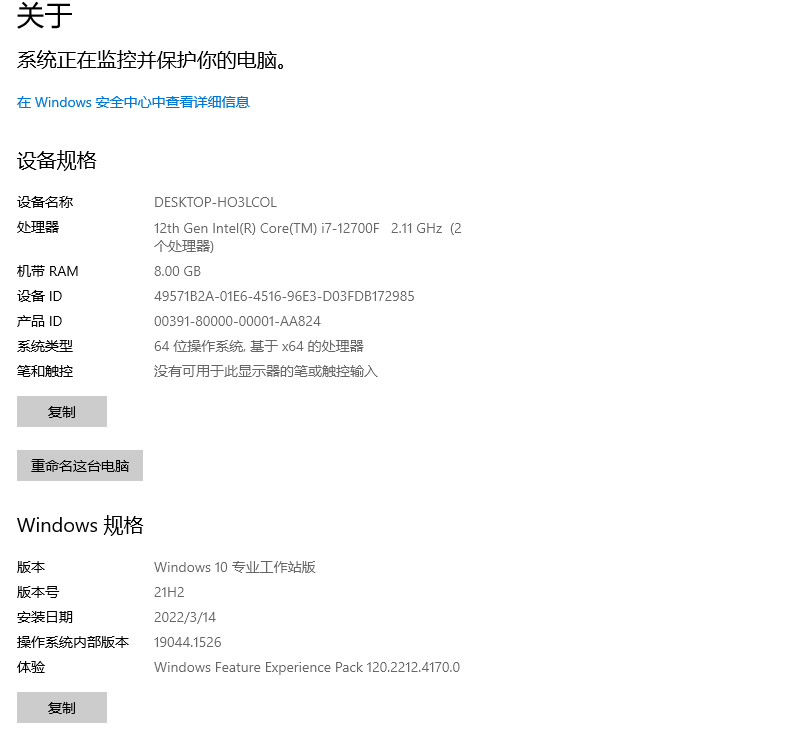 关于
系统正在监控并保护你的电脑。
在 Windows 安全中心中查看详细信息
设备规格
设备名称 DESKTOP-HO3LCOL
处理器 12th Gen Intel(R) Core(TM) i7-12700F 2.11 GHz (2
个处理器)
机带 RAM 8.00 GB
设备 ID 49571B2A-01E6-4516-96E3-D03FDB172985
产品 ID 00391-80000-00001-AA824
系统类型 64 位操作系统, 基于 x64 的处理器
笔和触控 没有可用于此显示器的笔或触控输入
复制
重命名这台电脑
Windows 规格
版本 Windows 10 专业工作站版
版本号 21H2
安装日期 2022/3/14
操作系统内部版本 19044.1526
体验 Windows Feature Experience Pack 120.2212.4170.0
复制